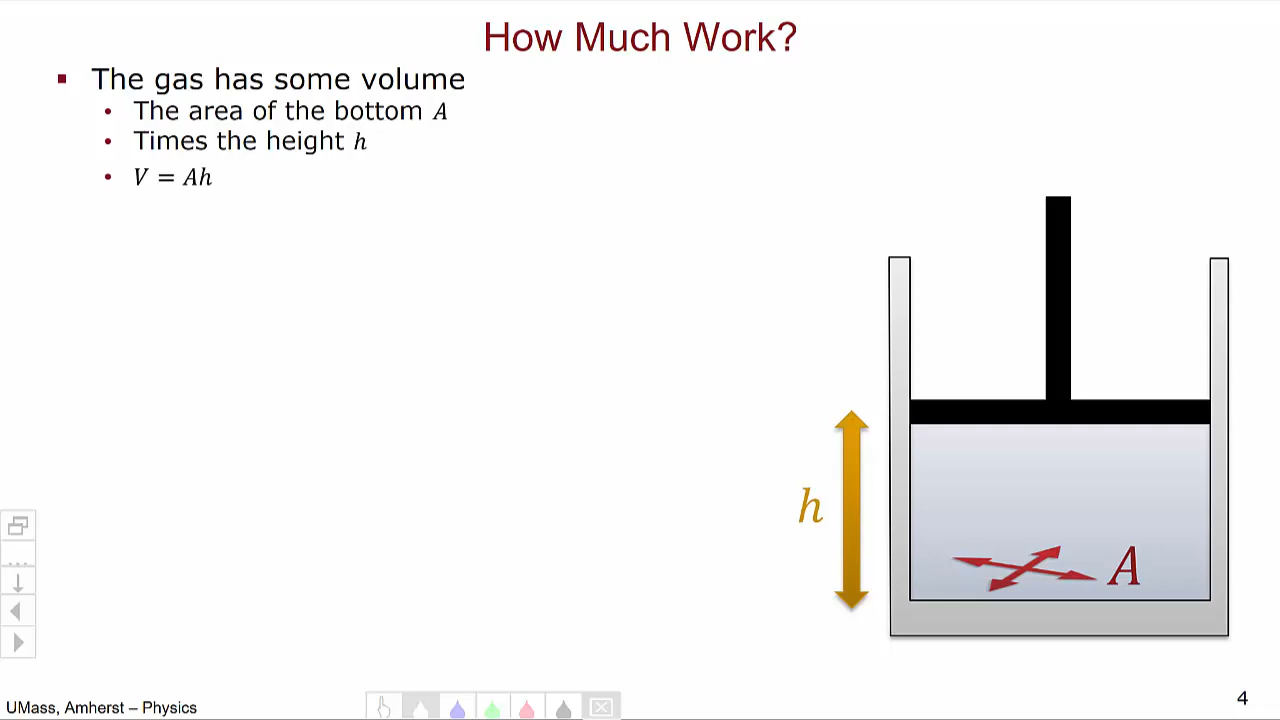 How Much Work?
▪ The gas has some volume
• The area of the bottom A
• Times the height h
• V = Ah
h
A
UMass, Amherst – Physics
4